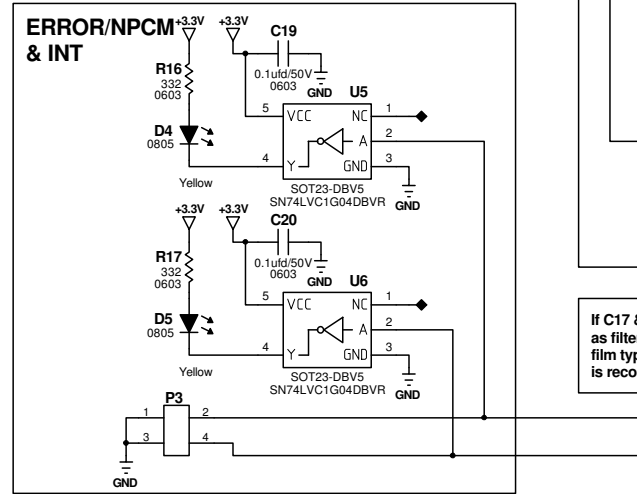 ERROR/NPCM
& INT
+3.3V
+3.3V
C19
0.1ufd/50V
0603
GND
R16
332
0603
D4
0805
Yellow
U5
5 VCC NC 1
A 2
4 Y GND 3
SOT23-DBV5
SN74LVC1G04DBVR
GND
+3.3V
+3.3V
C20
0.1ufd/50V
0603
GND
R17
332
0603
D5
0805
Yellow
U6
5 VCC NC 1
A 2
4 Y GND 3
SOT23-DBV5
SN74LVC1G04DBVR
GND
P3
1 2
3 4
GND
If C17 &
as filter
film typ
is reco